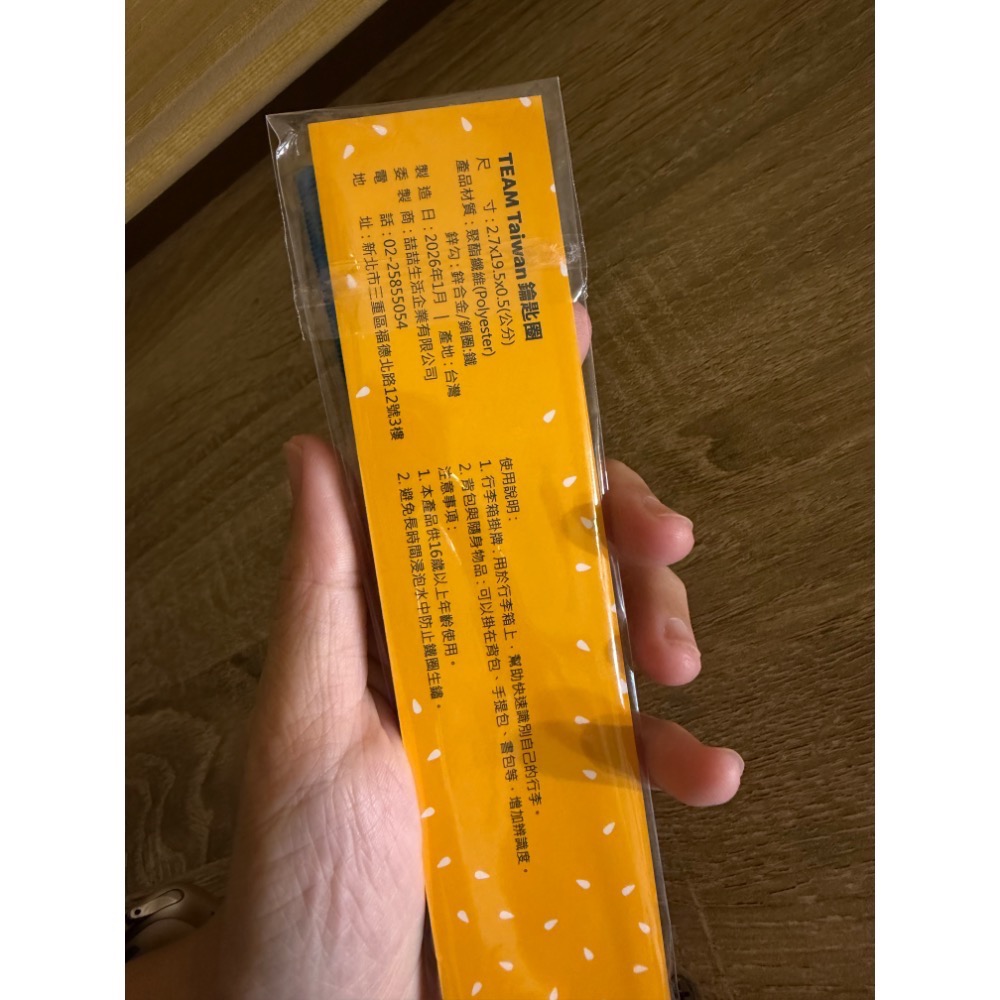 TEAM Taiwan 鑰匙圈
尺　　寸：2.7x19.5x0.5(公分)
產品材質：聚酯纖維(Polyester)
鋅勾：鋅合金/鎖圈:鐵
製 造 日：2026年1月 | 產地：台灣
委 製 商：喆喆生活企業有限公司
電　　話：02-25855054
地　　址：新北市三重區福德北路12號3樓
使用說明：
1. 行李箱掛牌：用於行李箱上，幫助快速識別自己的行李。
2. 背包與隨身物品：可以掛在背包、手提包、書包等，增加辨識度。
注意事項：
1. 本產品供16歲以上年齡使用。
2. 避免長時間浸泡水中防止鐵圈生鏽。